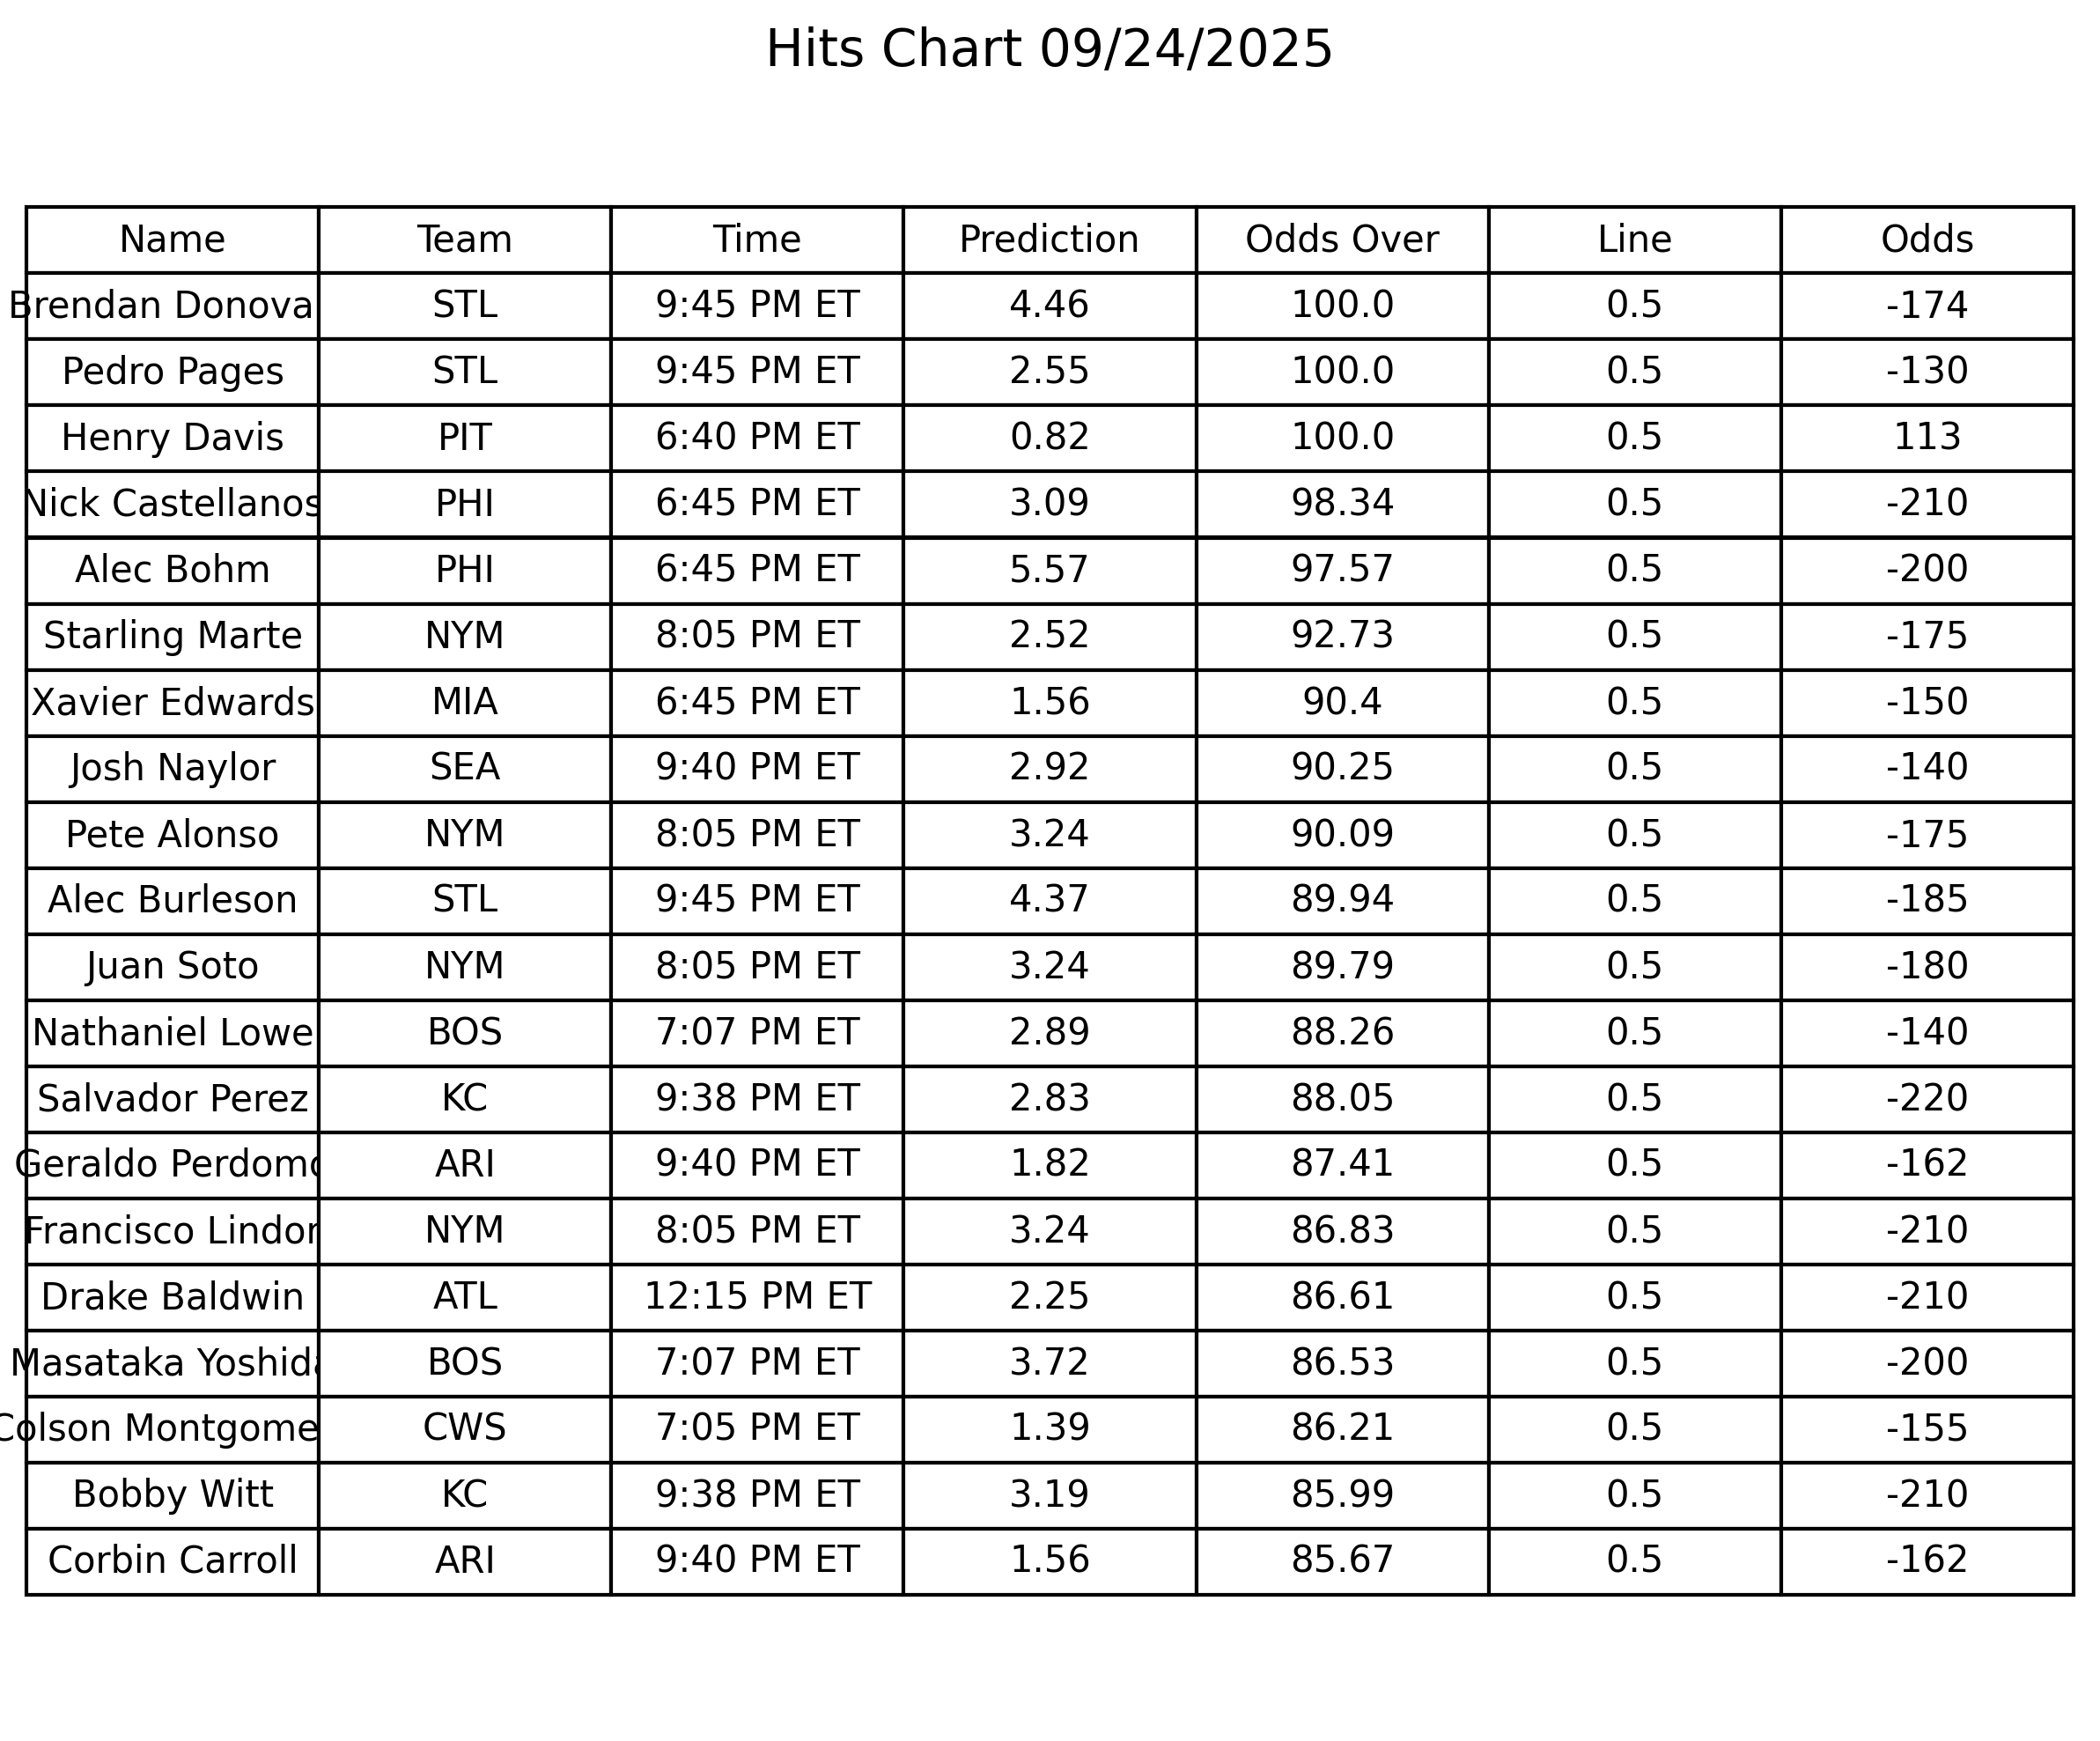 Hits Chart 09/24/2025
Name Team Time Prediction Odds Over Line Odds
Brendan Donova STL 9:45 PM ET 4.46 100.0 0.5 -174
Pedro Pages STL 9:45 PM ET 2.55 100.0 0.5 -130
Henry Davis PIT 6:40 PM ET 0.82 100.0 0.5 113
Nick Castellanos PHI 6:45 PM ET 3.09 98.34 0.5 -210
Alec Bohm PHI 6:45 PM ET 5.57 97.57 0.5 -200
Starling Marte NYM 8:05 PM ET 2.52 92.73 0.5 -175
Xavier Edwards MIA 6:45 PM ET 1.56 90.4 0.5 -150
Josh Naylor SEA 9:40 PM ET 2.92 90.25 0.5 -140
Pete Alonso NYM 8:05 PM ET 3.24 90.09 0.5 -175
Alec Burleson STL 9:45 PM ET 4.37 89.94 0.5 -185
Juan Soto NYM 8:05 PM ET 3.24 89.79 0.5 -180
Nathaniel Lowe BOS 7:07 PM ET 2.89 88.26 0.5 -140
Salvador Perez KC 9:38 PM ET 2.83 88.05 0.5 -220
Geraldo Perdomo ARI 9:40 PM ET 1.82 87.41 0.5 -162
Francisco Lindor NYM 8:05 PM ET 3.24 86.83 0.5 -210
Drake Baldwin ATL 12:15 PM ET 2.25 86.61 0.5 -210
Masataka Yoshida BOS 7:07 PM ET 3.72 86.53 0.5 -200
Colson Montgome CWS 7:05 PM ET 1.39 86.21 0.5 -155
Bobby Witt KC 9:38 PM ET 3.19 85.99 0.5 -210
Corbin Carroll ARI 9:40 PM ET 1.56 85.67 0.5 -162